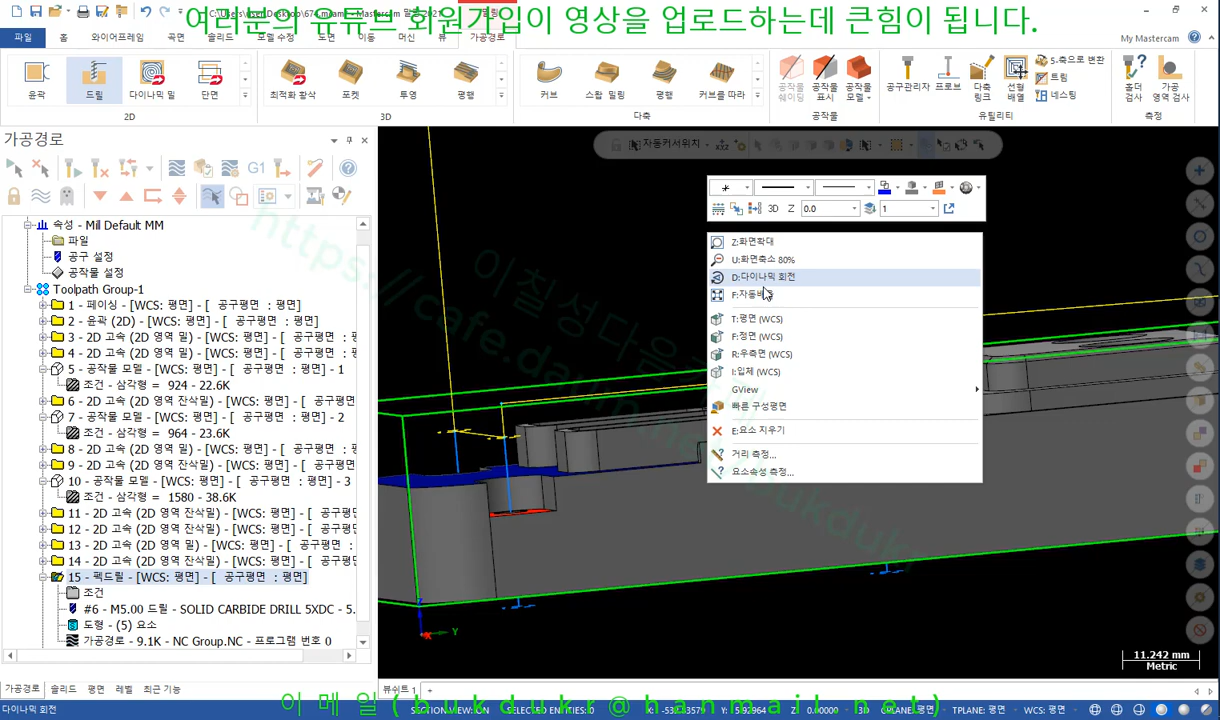 여러분의 유튜브 회원가입이 영상을 업로드하는데 큰힘이 됩니다.
파일 홈 와이어프레임 곡면 솔리드 모델 수정 도면 이동 머신 뷰 가공경로
My Mastercam
윤곽 드릴 다이나믹 밀 단면
최적화 황삭 포켓 투영 평행
커브 스왑 밀링 평행 커브를 따라
공작물 쉐이딩 공작물 표시 공작물 모델
공구관리자 프로브 다축 링크 선형 배열
5-축으로 변환
트림
네스팅
홀더 검사 가공 영역 검사
2D 3D 다축 공작물 유틸리티 측정
가공경로
G1
자동커서위치
속성 - Mill Default MM
파일
공구 설정
공작물 설정
Toolpath Group-1
1 - 페이싱 - [WCS: 평면] - [ 공구평면 : 평면]
2 - 윤곽 (2D) - [WCS: 평면] - [ 공구평면 : 평면]
3 - 2D 고속 (2D 영역 밀) - [WCS: 평면] - [ 공구평
4 - 2D 고속 (2D 영역 밀) - [WCS: 평면] - [ 공구평
5 - 공작물 모델 - [WCS: 평면] - [ 공구평면 : 평면] - 1
조건 - 삼각형 = 924 - 22.6K
6 - 2D 고속 (2D 영역 밀) - [WCS: 평면] - [ 공구평
7 - 공작물 모델 - [WCS: 평면] - [ 공구평면 : 평면] - 2
조건 - 삼각형 = 964 - 23.6K
8 - 2D 고속 (2D 영역 밀) - [WCS: 평면] - [ 공구평
9 - 2D 고속 (2D 영역 잔삭밀) - [WCS: 평면] - [ 공
10 - 공작물 모델 - [WCS: 평면] - [ 공구평면 : 평면] - 3
조건 - 삼각형 = 1580 - 38.6K
11 - 2D 고속 (2D 영역 밀) - [WCS: 평면] - [ 공구
12 - 2D 고속 (2D 영역 잔삭밀) - [WCS: 평면] - [
13 - 2D 고속 (2D 영역 밀) - [WCS: 평면] - [ 공구
14 - 2D 고속 (2D 영역 잔삭밀) - [WCS: 평면] - [
15 - 펙드릴 - [WCS: 평면] - [ 공구평면 : 평면]
조건
#6 - M5.00 드릴 - SOLID CARBIDE DRILL 5XDC - 5.
도형 - (5) 요소
가공경로 - 9.1K - NC Group.NC - 프로그램 번호 0
3D Z 0.0 1
Z:화면확대
U:화면축소 80%
D:다이나믹 회전
T:평면 (WCS)
F:정면 (WCS)
R:우측면 (WCS)
I:입체 (WCS)
GView
빠른 구성평면
E:요소 지우기
거리 측정...
요소속성 측정...
https://cafe.daum.net/bukdukr
이칠성다운
X Y
11.242 mm
Metric
가공경로 솔리드 평면 레벨 최근 기능
뷰쉬트 1 +
이 메 일 ( b u k d u k r @ h a n m a i l . n e t )
다이나믹 회전
SECTION VIEW: ON SELECTED ENTITIES: 0
TPLANE: 평면 WCS: 평면